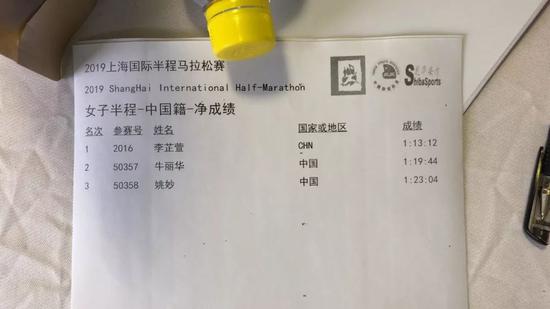 2019上海国际半程马拉松赛
2019 ShangHai International Half-Marathon
女子半程-中国籍-净成绩
名次 参赛号 姓名 国家或地区 成绩
1 2016 李芷萱 CHN 1:13:12
2 50357 牛丽华 中国 1:19:44
3 50358 姚妙 中国 1:23:04
ShibaSports